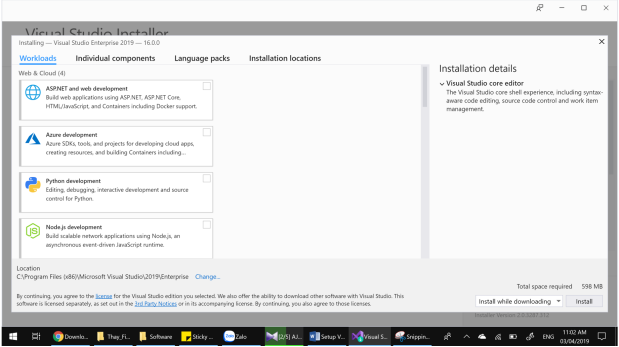 Visual Studio Installer
Installing — Visual Studio Enterprise 2019 — 16.0.0
Workloads
Individual components
Language packs
Installation locations
Web & Cloud (4)
ASP.NET and web development
Build web applications using ASP.NET, ASP.NET Core,
HTML/JavaScript, and Containers including Docker support.
Azure development
Azure SDKs, tools, and projects for developing cloud apps,
creating resources, and building Containers including...
Python development
Editing, debugging, interactive development and source
control for Python.
Node.js development
Build scalable network applications using Node.js, an
asynchronous event-driven JavaScript runtime.
Installation details
Visual Studio core editor
The Visual Studio core shell experience, including syntax-
aware code editing, source code control and work item
management.
Location
C:\Program Files (x86)\Microsoft Visual Studio\2019\Enterprise Change...
By continuing, you agree to the license for the Visual Studio edition you selected. We also offer the ability to download other software with Visual Studio. This
software is licensed separately, as set out in the 3rd Party Notices or in its accompanying license. By continuing, you also agree to those licenses.
Total space required 598 MB
Install while downloading
Install
Installer Version 2.0.3287.212
Downlo...
Thay_Fi...
Software
Sticky ...
Zalo
(2/5) AJ...
Setup V...
Visual S...
Snippin...
ENG
11:02 AM
03/04/2019